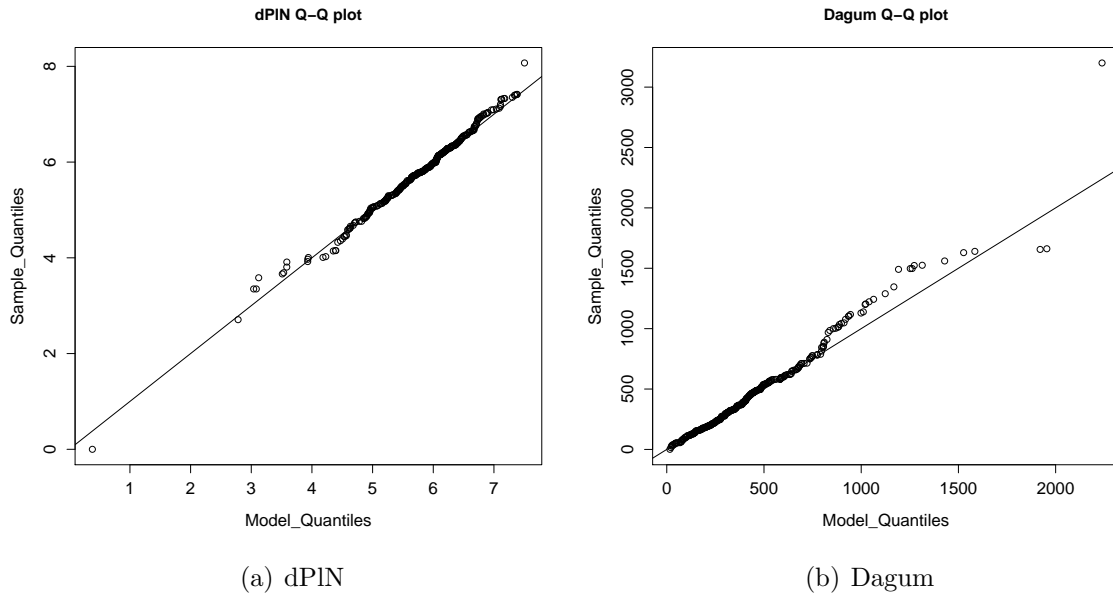 dPlN Q−Q plot
Sample_Quantiles
0 2 4 6 8
1 2 3 4 5 6 7
Model_Quantiles
(a) dPlN
Dagum Q−Q plot
Sample_Quantiles
0 500 1000 1500 2000 2500 3000
0 500 1000 1500 2000
Model_Quantiles
(b) Dagum